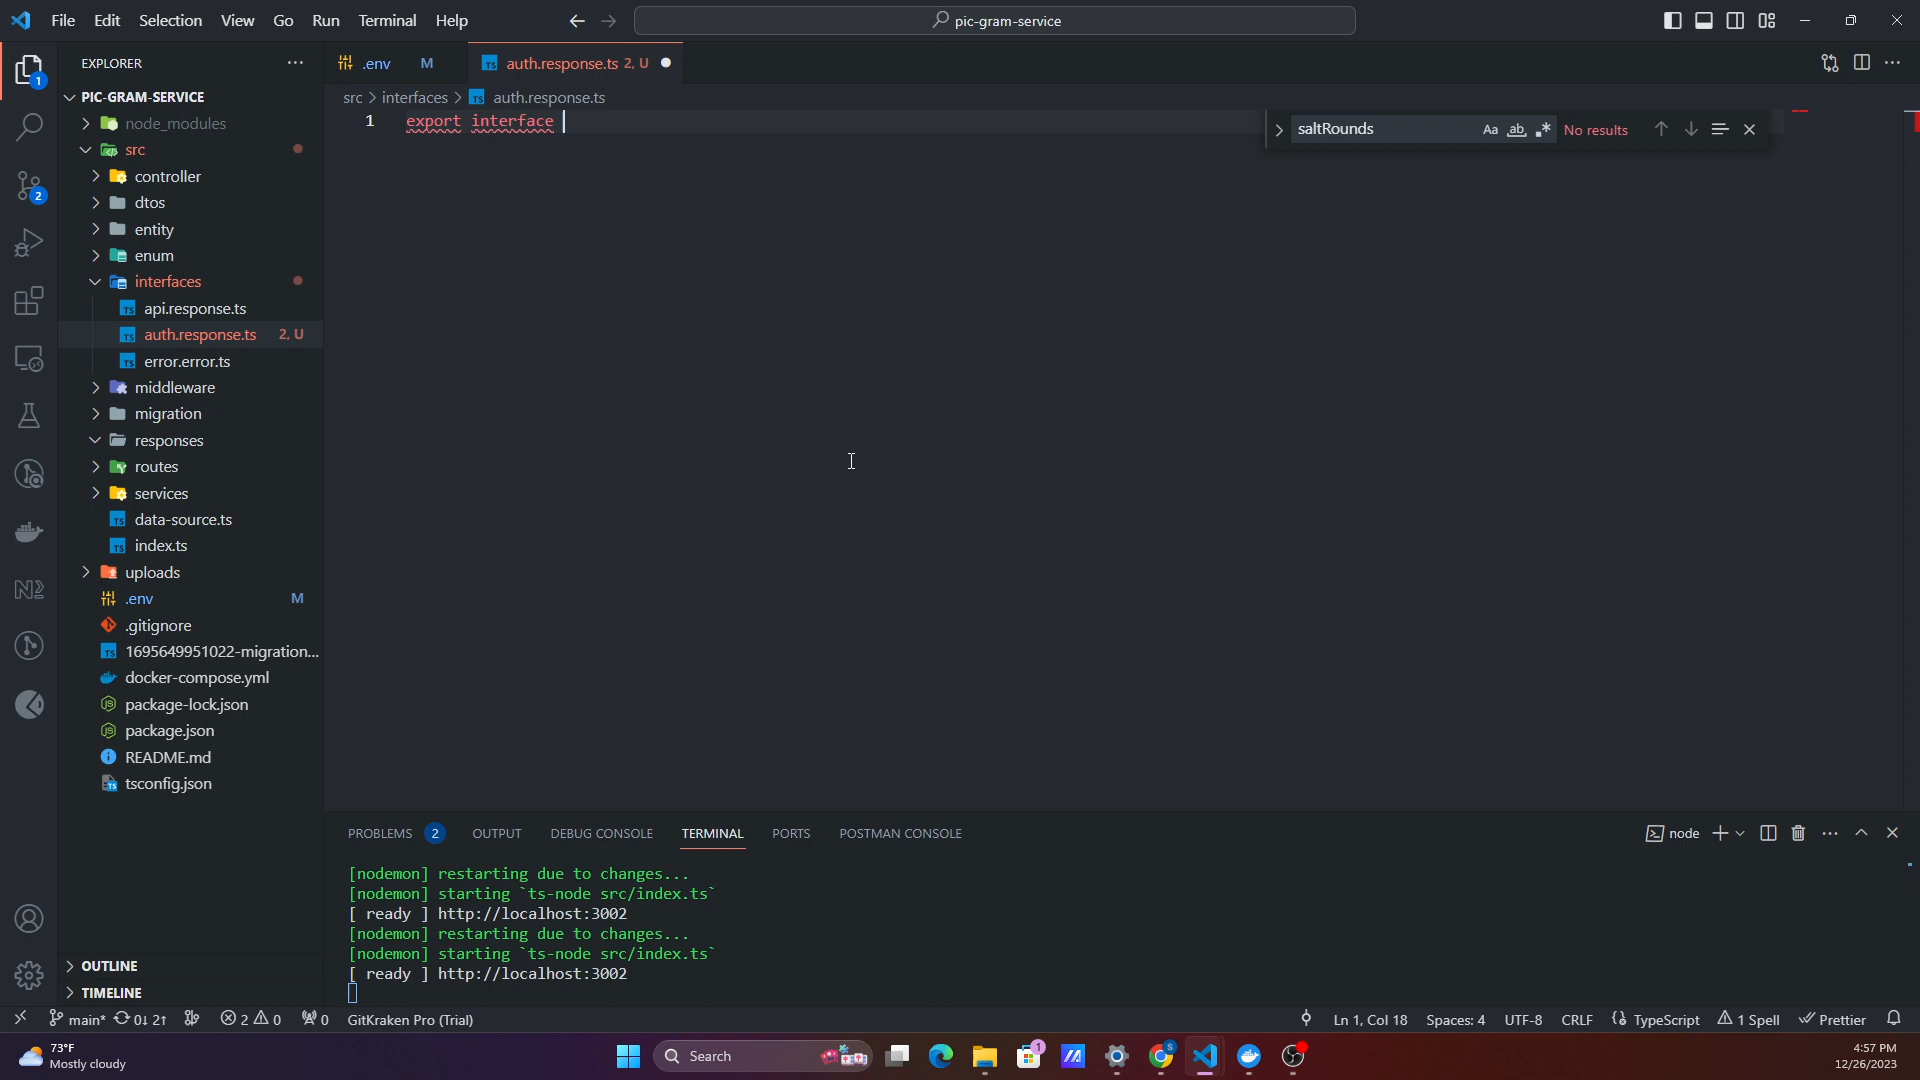 File Edit Selection View Go Run Terminal Help
pic-gram-service
EXPLORER
PIC-GRAM-SERVICE
node_modules
src
controller
dtos
entity
enum
interfaces
api.response.ts
auth.response.ts 2, U
error.error.ts
middleware
migration
responses
routes
services
data-source.ts
index.ts
uploads
.env M
.gitignore
1695649951022-migration...
docker-compose.yml
package-lock.json
package.json
README.md
tsconfig.json
OUTLINE
TIMELINE
1
2
.env M
auth.response.ts 2, U
src > interfaces > auth.response.ts
1 export interface
saltRounds Aa ab .* No results
PROBLEMS 2 OUTPUT DEBUG CONSOLE TERMINAL PORTS POSTMAN CONSOLE
node
[nodemon] restarting due to changes...
[nodemon] starting `ts-node src/index.ts`
[ ready ] http://localhost:3002
[nodemon] restarting due to changes...
[nodemon] starting `ts-node src/index.ts`
[ ready ] http://localhost:3002
main* 0↓ 2↑ 2 0 0 GitKraken Pro (Trial)
Ln 1, Col 18 Spaces: 4 UTF-8 CRLF TypeScript 1 Spell Prettier
73°F
Mostly cloudy
Search
1
S
4:57 PM
12/26/2023